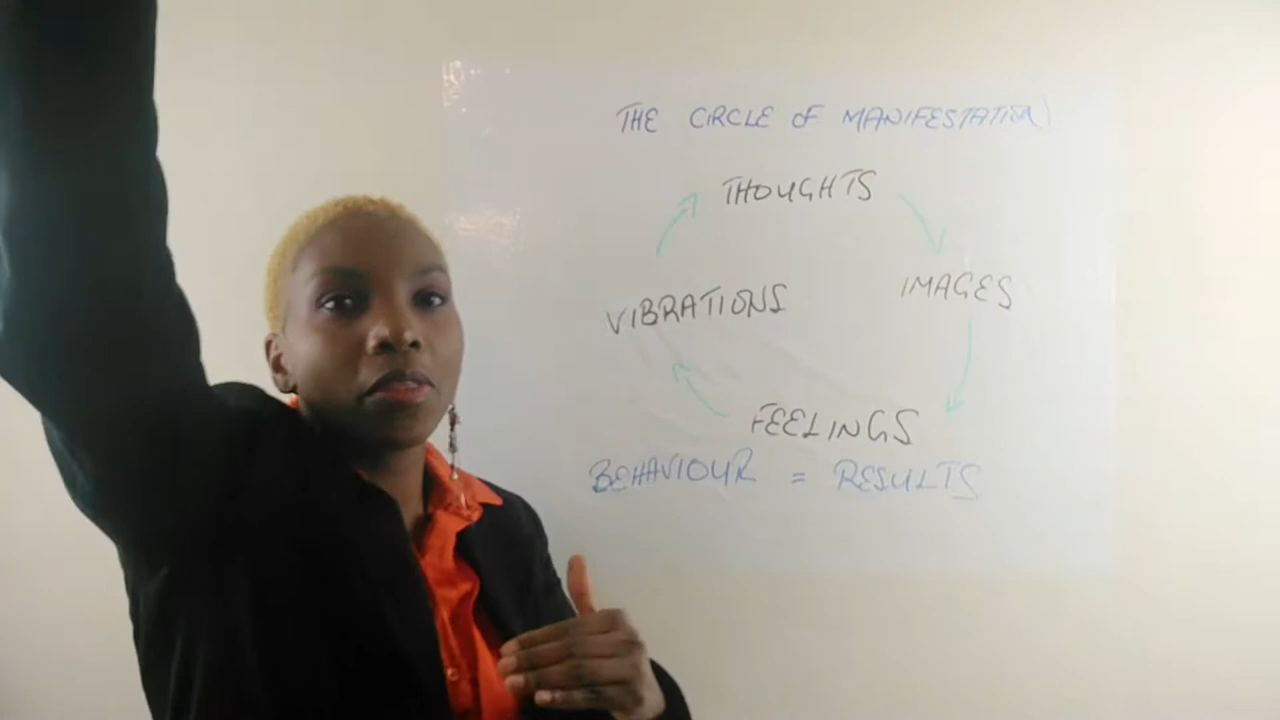 THE CIRCLE OF MANIFESTATION
THOUGHTS
IMAGES
VIBRATIONS
FEELINGS
BEHAVIOUR = RESULTS